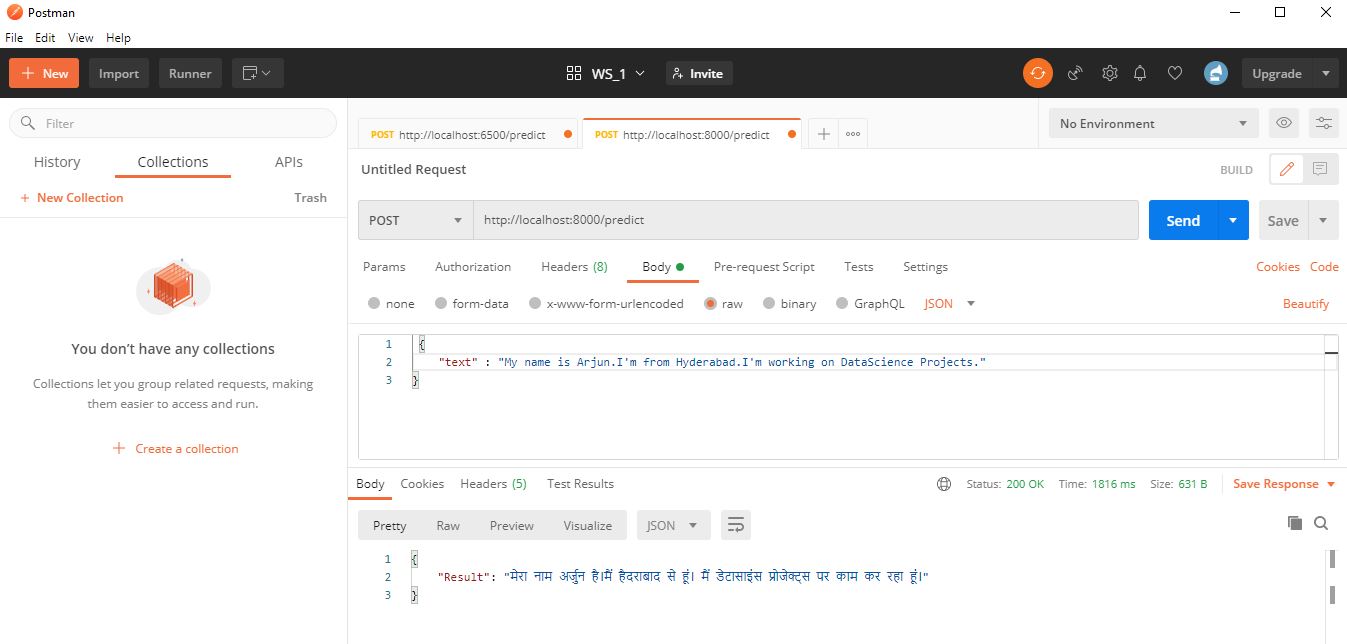 Postman
File Edit View Help
+ New Import Runner WS_1 Invite Upgrade
Filter
History Collections APIs
+ New Collection Trash
You don't have any collections
Collections let you group related requests, making
them easier to access and run.
+ Create a collection
POST http://localhost:6500/predict POST http://localhost:8000/predict + ••• No Environment
Untitled Request BUILD
POST http://localhost:8000/predict Send Save
Params Authorization Headers (8) Body Pre-request Script Tests Settings Cookies Code
none form-data x-www-form-urlencoded raw binary GraphQL JSON Beautify
1 {
2 "text" : "My name is Arjun.I'm from Hyderabad.I'm working on DataScience Projects."
3 }
Body Cookies Headers (5) Test Results Status: 200 OK Time: 1816 ms Size: 631 B Save Response
Pretty Raw Preview Visualize JSON
1 {
2 "Result": "मेरा नाम अर्जुन है।मैं हैदराबाद से हूं। मैं डेटासाइंस प्रोजेक्ट्स पर काम कर रहा हूं।"
3 }